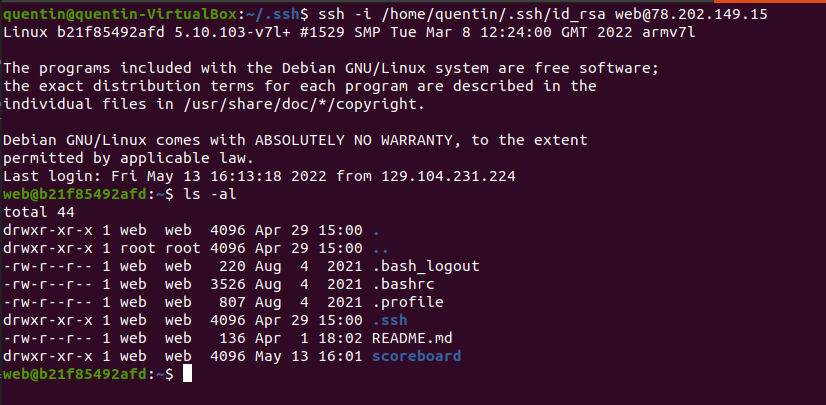 quentin@quentin-VirtualBox:~/.ssh$ ssh -i /home/quentin/.ssh/id_rsa web@78.202.149.15
Linux b21f85492afd 5.10.103-v7l+ #1529 SMP Tue Mar 8 12:24:00 GMT 2022 armv7l

The programs included with the Debian GNU/Linux system are free software;
the exact distribution terms for each program are described in the
individual files in /usr/share/doc/*/copyright.

Debian GNU/Linux comes with ABSOLUTELY NO WARRANTY, to the extent
permitted by applicable law.
Last login: Fri May 13 16:13:18 2022 from 129.104.231.224
web@b21f85492afd:~$ ls -al
total 44
drwxr-xr-x 1 web  web  4096 Apr 29 15:00 .
drwxr-xr-x 1 root root 4096 Apr 29 15:00 ..
-rw-r--r-- 1 web  web   220 Aug  4  2021 .bash_logout
-rw-r--r-- 1 web  web  3526 Aug  4  2021 .bashrc
-rw-r--r-- 1 web  web   807 Aug  4  2021 .profile
drwxr-xr-x 1 web  web  4096 Apr 29 15:00 .ssh
-rw-r--r-- 1 web  web   136 Apr  1 18:02 README.md
drwxr-xr-x 1 web  web  4096 May 13 16:01 scoreboard
web@b21f85492afd:~$